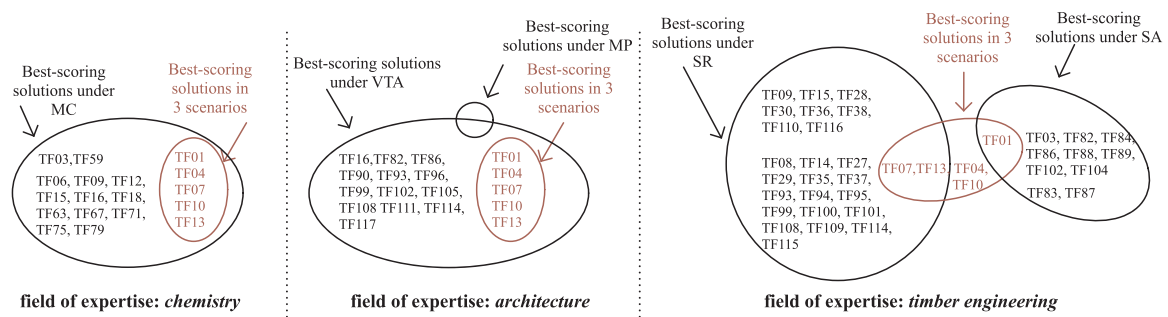 Best-scoring
solutions under
MC
Best-scoring
solutions in
3 scenarios
TF03,TF59
TF06, TF09, TF12,
TF15, TF16, TF18,
TF63, TF67, TF71,
TF75, TF79
TF01
TF04
TF07
TF10
TF13
field of expertise: chemistry
Best-scoring solutions
under VTA
Best-scoring
solutions under MP
Best-scoring
solutions in 3
scenarios
TF16,TF82, TF86,
TF90, TF93, TF96,
TF99, TF102, TF105,
TF108 TF111, TF114,
TF117
TF01
TF04
TF07
TF10
TF13
field of expertise: architecture
Best-scoring
solutions under
SR
Best-scoring
solutions in 3
scenarios
Best-scoring
solutions under SA
TF09, TF15, TF28,
TF30, TF36, TF38,
TF110, TF116
TF08, TF14, TF27,
TF29, TF35, TF37,
TF93, TF94, TF95,
TF99, TF100, TF101,
TF108, TF109, TF114,
TF115
TF07,TF13,
TF04,
TF10
TF01
TF03, TF82, TF84,
TF86, TF88, TF89,
TF102, TF104
TF83, TF87
field of expertise: timber engineering